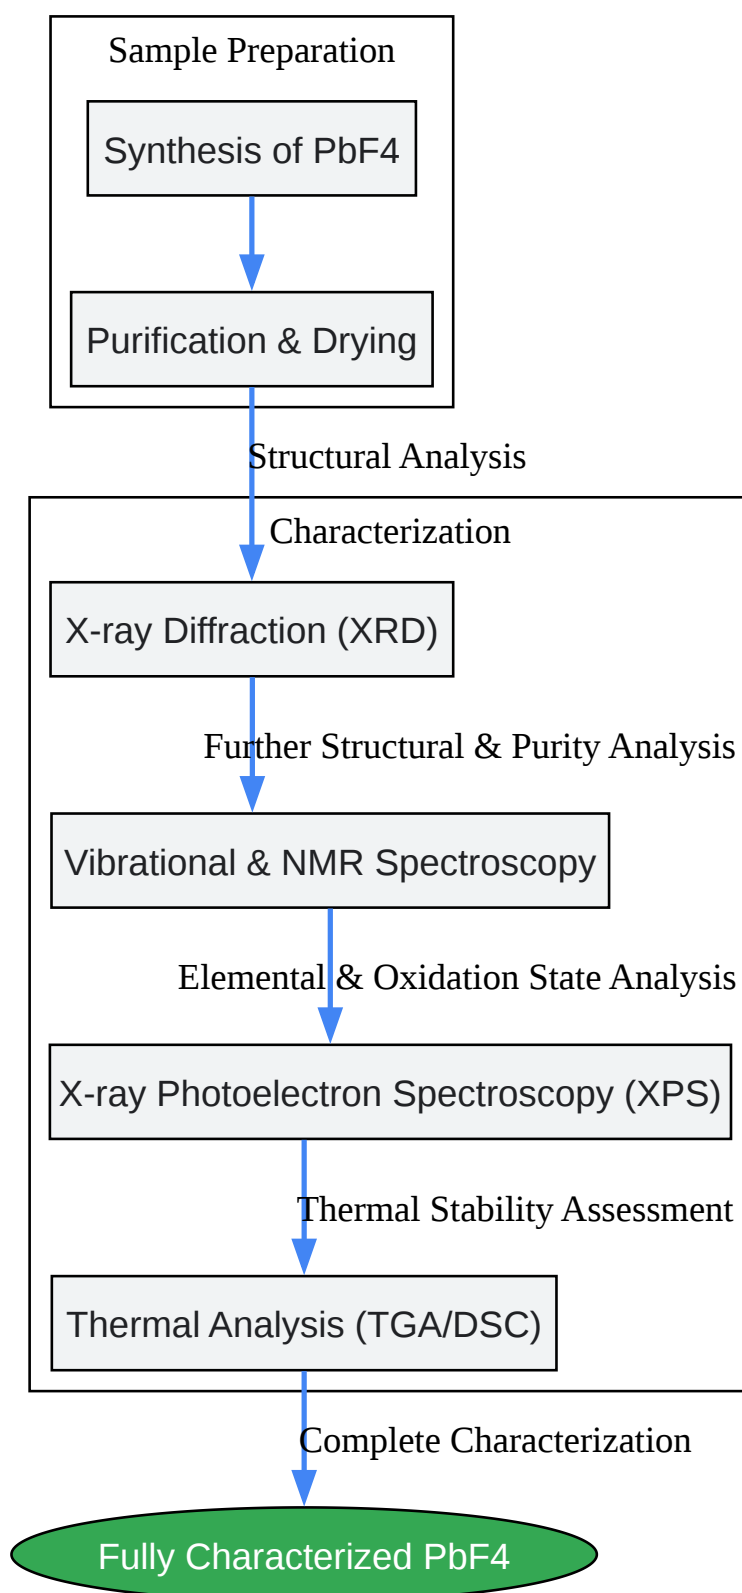 Sample Preparation
Synthesis of PbF4
Purification & Drying
Structural Analysis
Characterization
X-ray Diffraction (XRD)
Further Structural & Purity Analysis
Vibrational & NMR Spectroscopy
Elemental & Oxidation State Analysis
X-ray Photoelectron Spectroscopy (XPS)
Thermal Stability Assessment
Thermal Analysis (TGA/DSC)
Complete Characterization
Fully Characterized PbF4